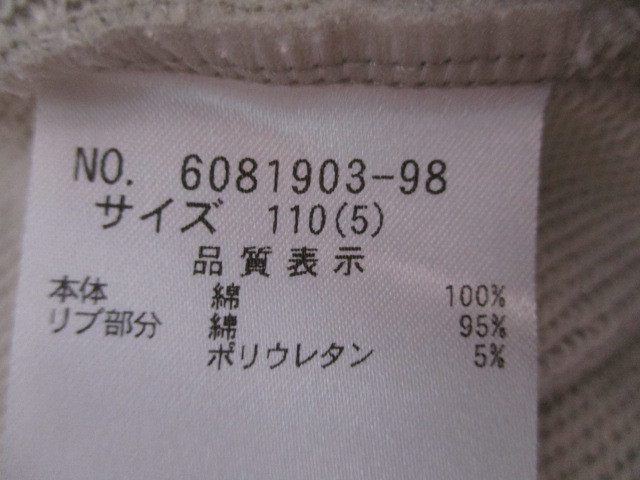 NO. 6081903-98
サイズ 110(5)
品質表示
本体 綿 100%
リブ部分 綿 95%
ポリウレタン 5%